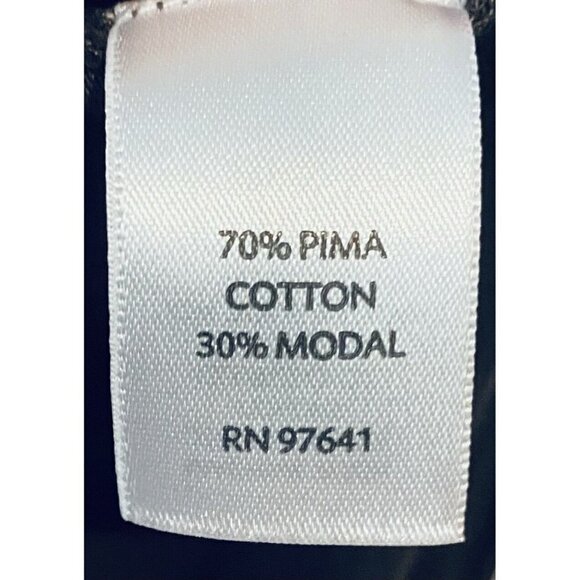 70% PIMA
COTTON
30% MODAL
RN 97641